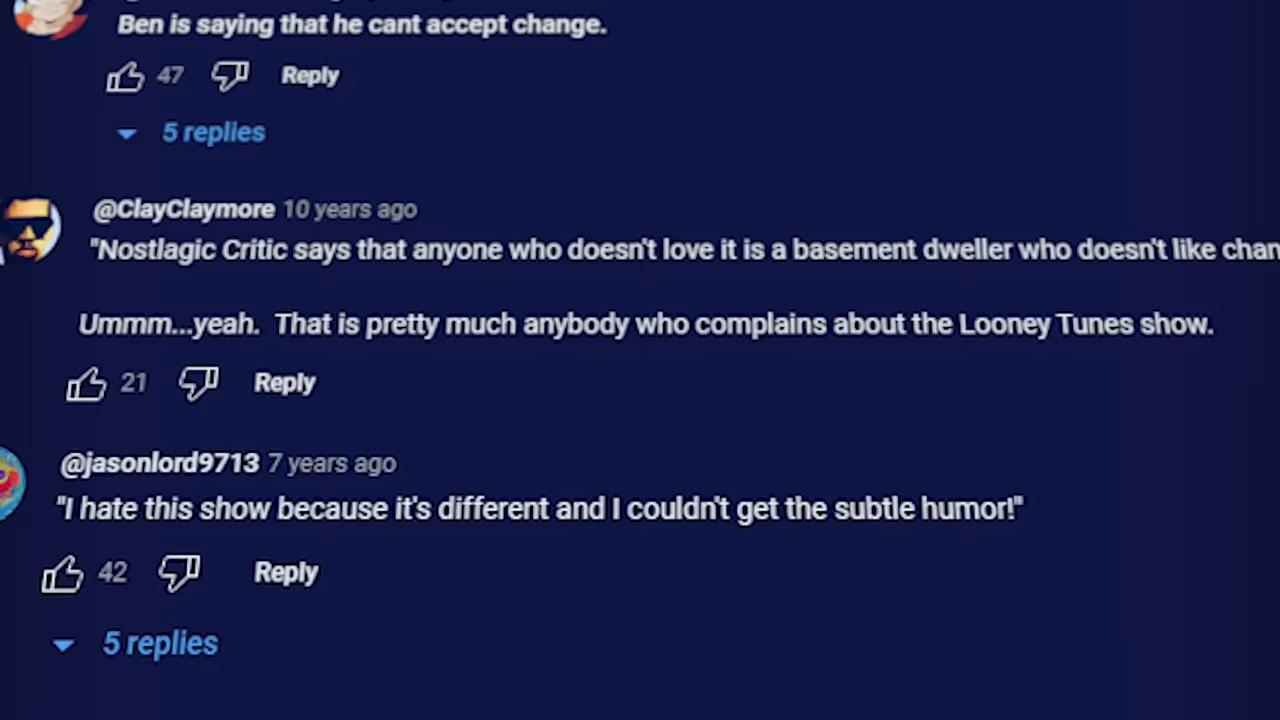 Ben is saying that he cant accept change.
47 Reply
5 replies
@ClayClaymore 10 years ago
"Nostlagic Critic says that anyone who doesn't love it is a basement dweller who doesn't like chan
Ummm...yeah. That is pretty much anybody who complains about the Looney Tunes show.
21 Reply
@jasonlord9713 7 years ago
"I hate this show because it's different and I couldn't get the subtle humor!"
42 Reply
5 replies